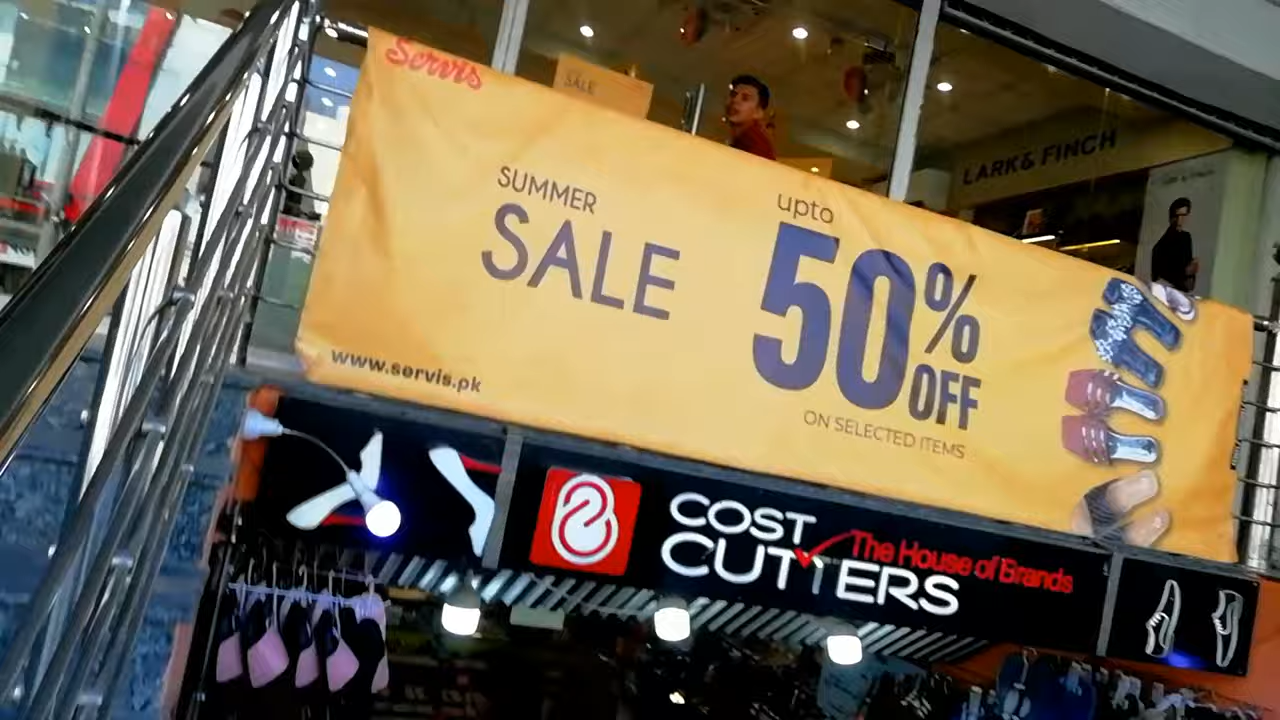 Servis
SALE
LARK & FINCH
SUMMER
SALE
upto
50%
OFF
ON SELECTED ITEMS
www.servis.pk
COST
CUTTERS
The House of Brands